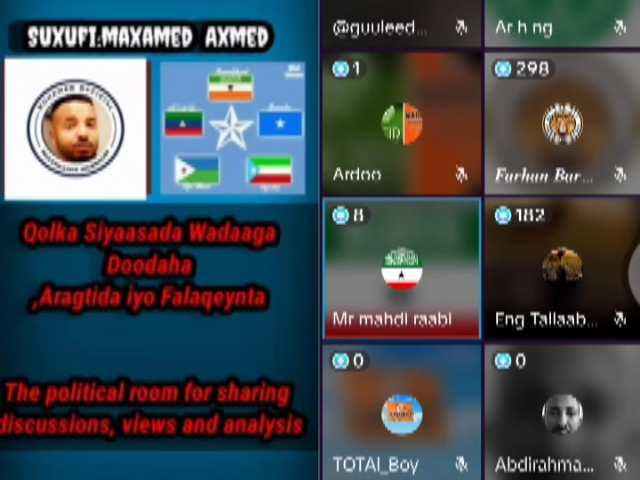 SUXUFI:MAXAMED AXMED
Qolka Siyaasada Wadaaga
Doodaha
,Aragtida iyo Falaqeynta
The political room for sharing
discussions, views and analysis
@guuleed...
Ar h ng
1
Ardoo
298
Farhan Bar...
8
Mr mahdi raabi
182
Eng Tallaab...
0
TOTAl_Boy
0
Abdirahma...